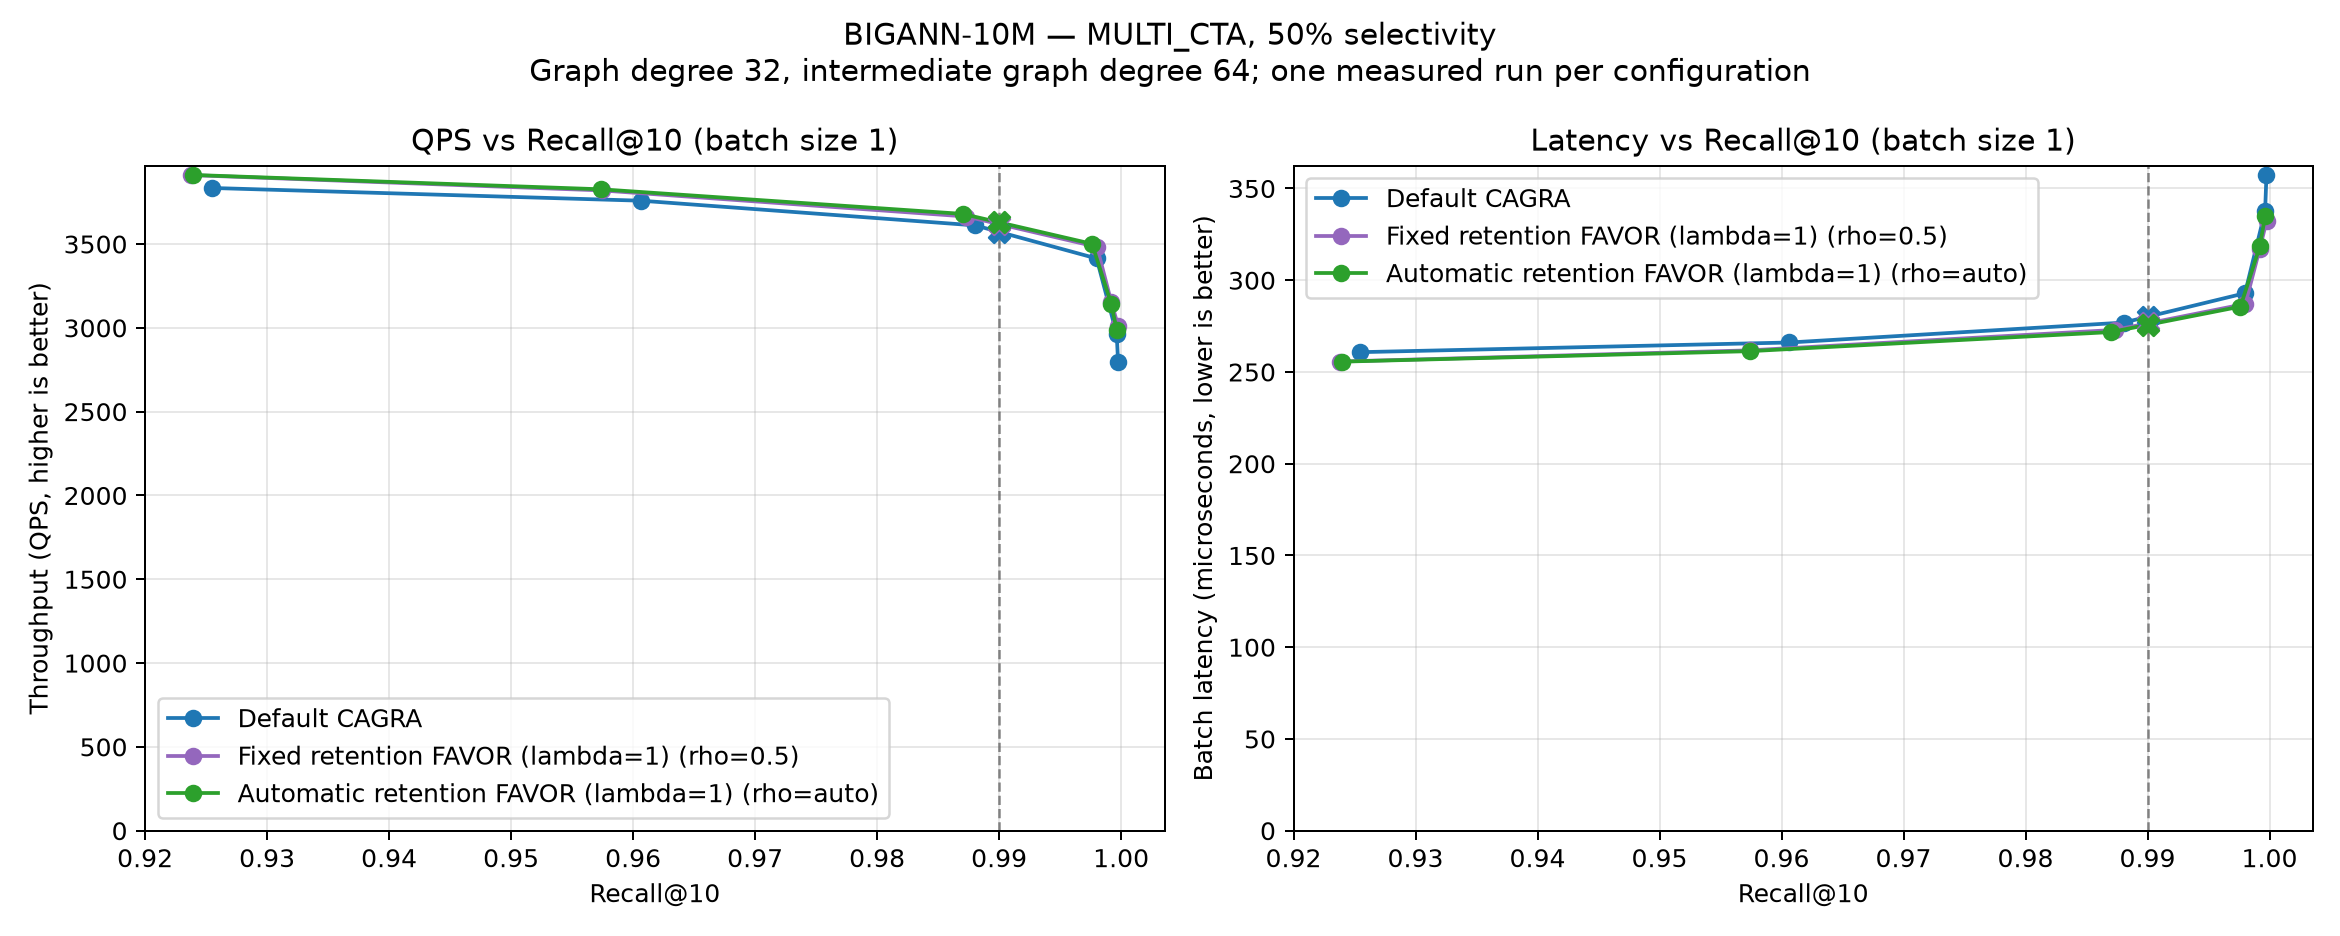 BIGANN-10M — MULTI_CTA, 50% selectivity
Graph degree 32, intermediate graph degree 64; one measured run per configuration
QPS vs Recall@10 (batch size 1)
Throughput (QPS, higher is better)
3500
3000
2500
2000
1500
1000
500
0
Default CAGRA
Fixed retention FAVOR (lambda=1) (rho=0.5)
Automatic retention FAVOR (lambda=1) (rho=auto)
0.92 0.93 0.94 0.95 0.96 0.97 0.98 0.99 1.00
Recall@10
Latency vs Recall@10 (batch size 1)
Batch latency (microseconds, lower is better)
350
300
250
200
150
100
50
0
Default CAGRA
Fixed retention FAVOR (lambda=1) (rho=0.5)
Automatic retention FAVOR (lambda=1) (rho=auto)
0.92 0.93 0.94 0.95 0.96 0.97 0.98 0.99 1.00
Recall@10